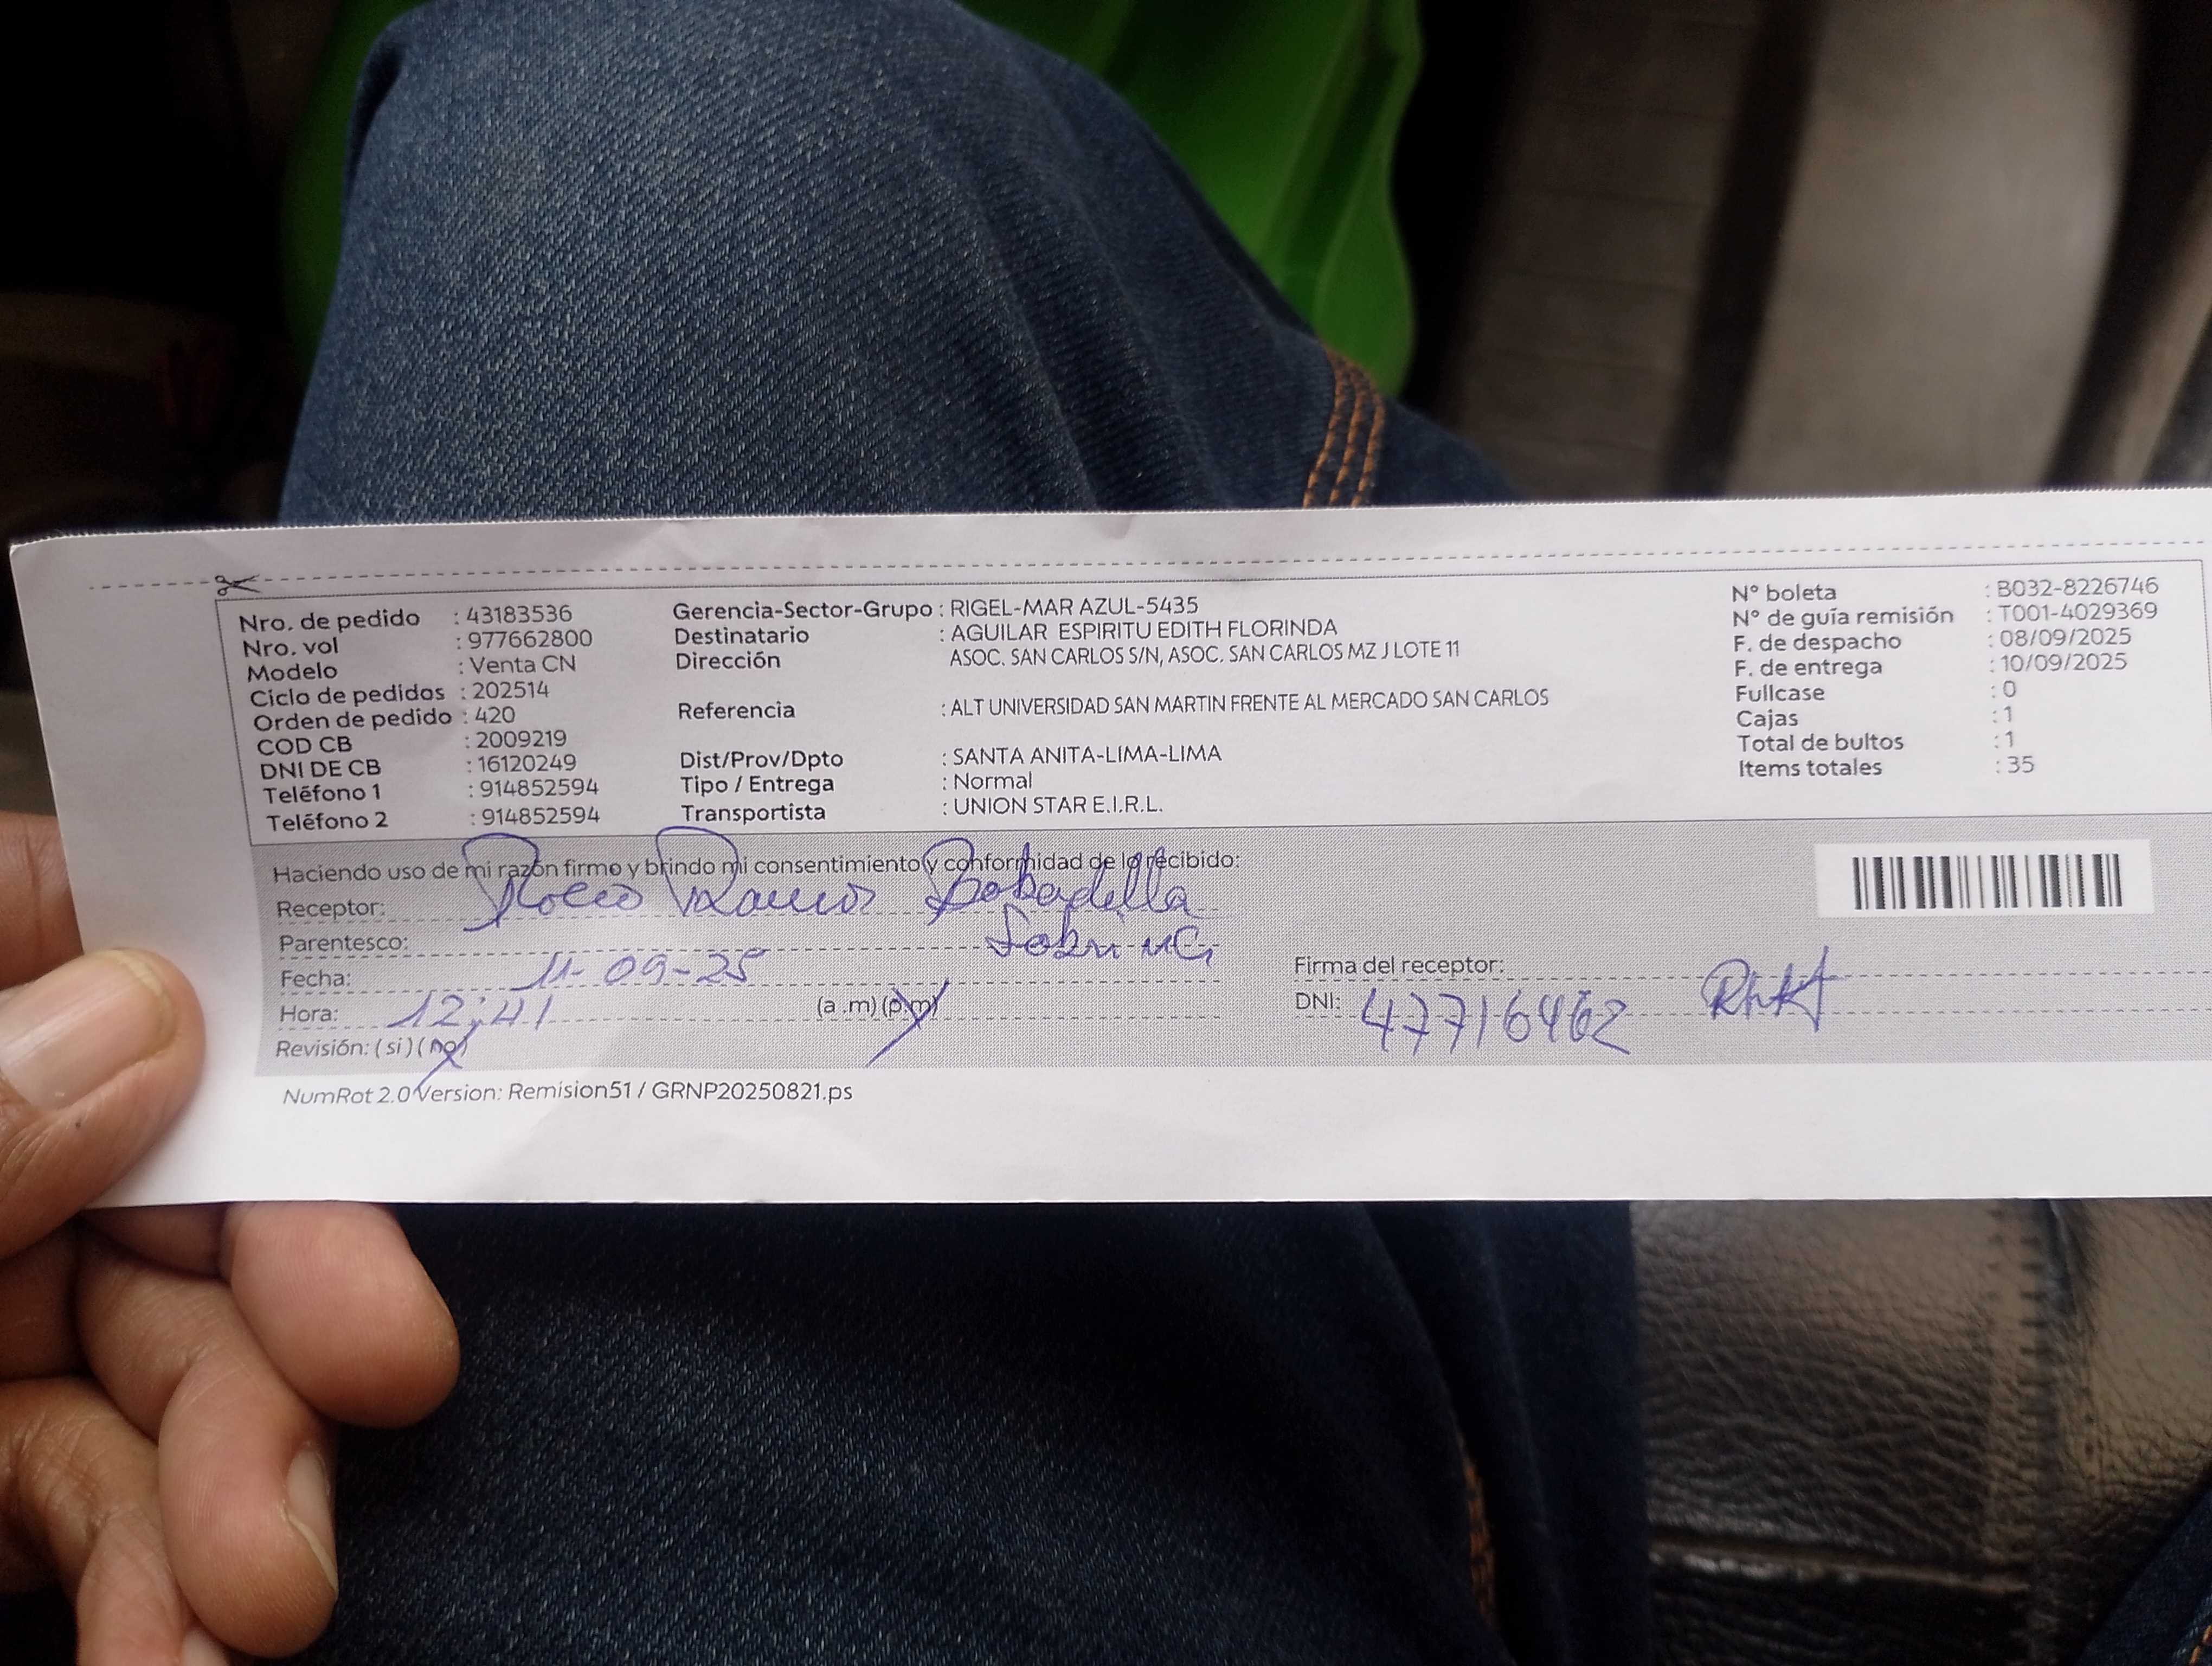 Nro. de pedido : 43183536
Nro. vol : 977662800
Modelo : Venta CN
Ciclo de pedidos : 202514
Orden de pedido : 420
COD CB : 2009219
DNI DE CB : 16120249
Teléfono 1 : 914852594
Teléfono 2 : 914852594
Gerencia-Sector-Grupo : RIGEL-MAR AZUL-5435
Destinatario : AGUILAR ESPIRITU EDITH FLORINDA
Dirección ASOC. SAN CARLOS S/N, ASOC. SAN CARLOS MZ J LOTE 11
Referencia : ALT UNIVERSIDAD SAN MARTIN FRENTE AL MERCADO SAN CARLOS
Dist/Prov/Dpto : SANTA ANITA-LIMA-LIMA
Tipo / Entrega : Normal
Transportista : UNION STAR E.I.R.L.
N° boleta : B032-8226746
N° de guía remisión : T001-4029369
F. de despacho : 08/09/2025
F. de entrega : 10/09/2025
Fullcase : 0
Cajas : 1
Total de bultos : 1
Items totales : 35
Haciendo uso de mi razón firmo y brindo mi consentimiento y conformidad de lo recibido:
Receptor: Rocio Ramos Bobadilla
Parentesco: Sobrina
Fecha: 11-09-25
Hora: 12:41 (a .m) (p.m)
Revisión: ( si ) ( no )
Firma del receptor:
DNI: 47716462
NumRot 2.0 Version: Remision51 / GRNP20250821.ps